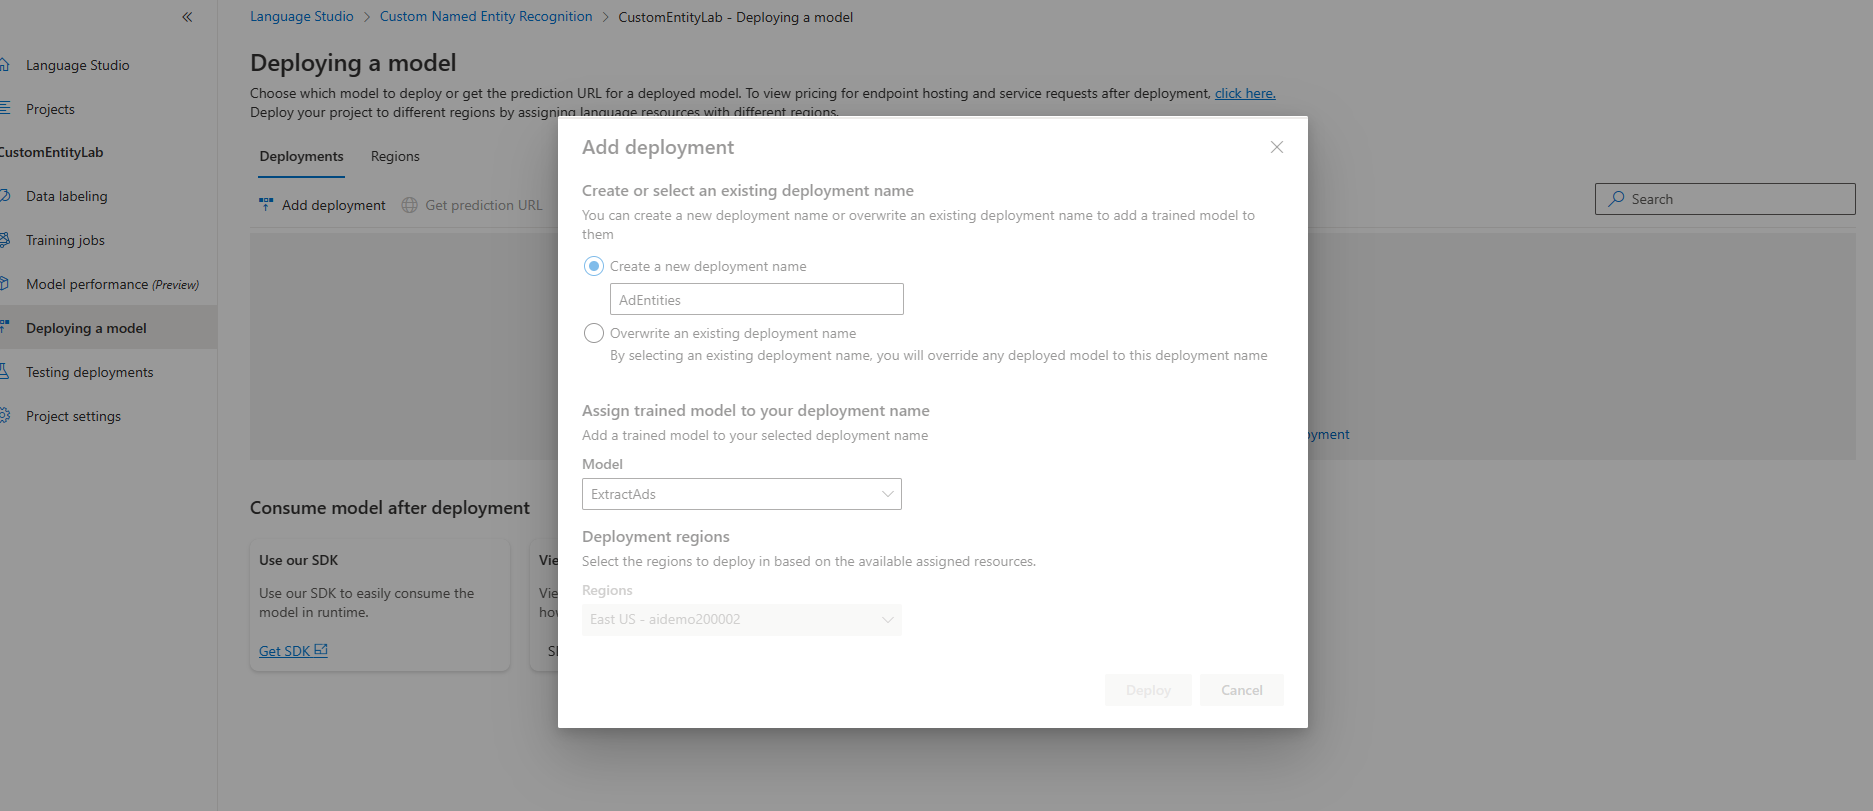 Language Studio > Custom Named Entity Recognition > CustomEntityLab - Deploying a model
Language Studio
Projects
CustomEntityLab
Data labeling
Training jobs
Model performance (Preview)
Deploying a model
Testing deployments
Project settings
Deploying a model
Choose which model to deploy or get the prediction URL for a deployed model. To view pricing for endpoint hosting and service requests after deployment, click here.
Deploy your project to different regions by assigning language resources with different regions.
Deployments Regions
Add deployment Get prediction URL
Search
Add deployment
Create or select an existing deployment name
You can create a new deployment name or overwrite an existing deployment name to add a trained model to
them
Create a new deployment name
AdEntities
Overwrite an existing deployment name
By selecting an existing deployment name, you will override any deployed model to this deployment name
Assign trained model to your deployment name
Add a trained model to your selected deployment name
Model
ExtractAds
Deployment regions
Select the regions to deploy in based on the available assigned resources.
Regions
East US - aidemo200002
Deploy Cancel
Consume model after deployment
Use our SDK
Use our SDK to easily consume the
model in runtime.
Get SDK